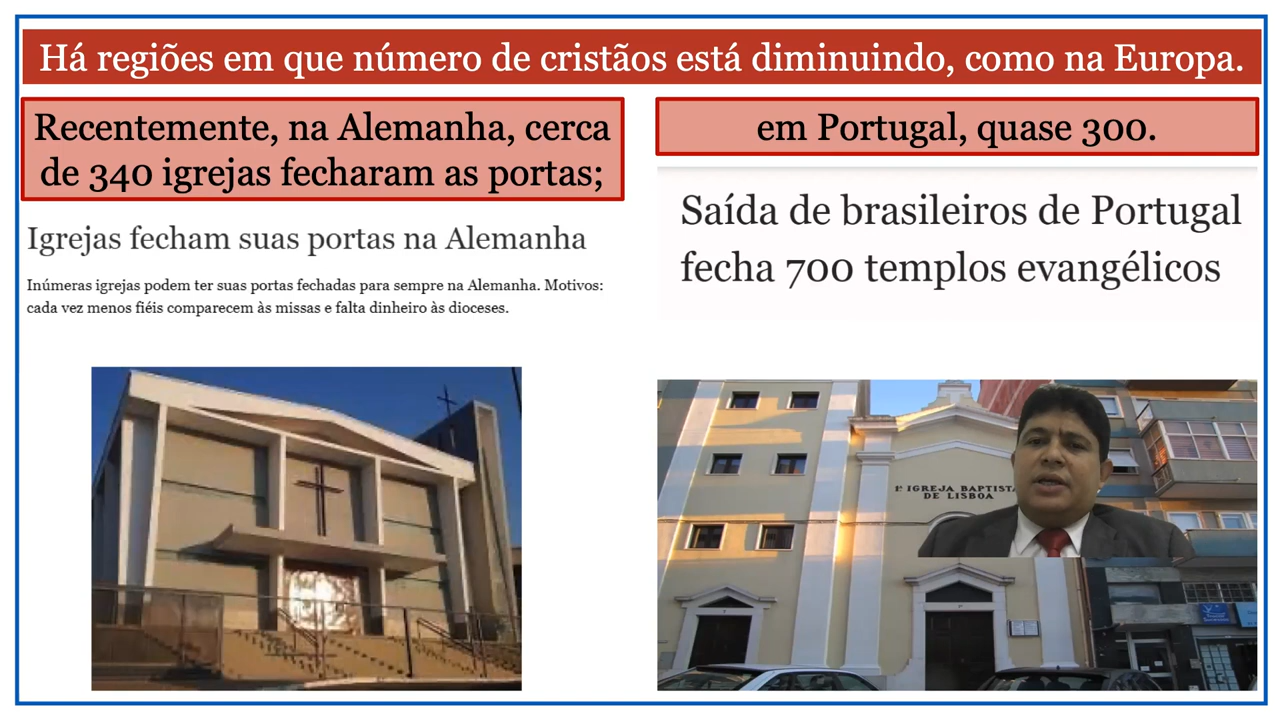 Há regiões em que número de cristãos está diminuindo, como na Europa.
Recentemente, na Alemanha, cerca
de 340 igrejas fecharam as portas;
Igrejas fecham suas portas na Alemanha
Inúmeras igrejas podem ter suas portas fechadas para sempre na Alemanha. Motivos:
cada vez menos fiéis comparecem às missas e falta dinheiro às dioceses.
em Portugal, quase 300.
Saída de brasileiros de Portugal
fecha 700 templos evangélicos
IGREJA BAPTISTA
DE LISBOA